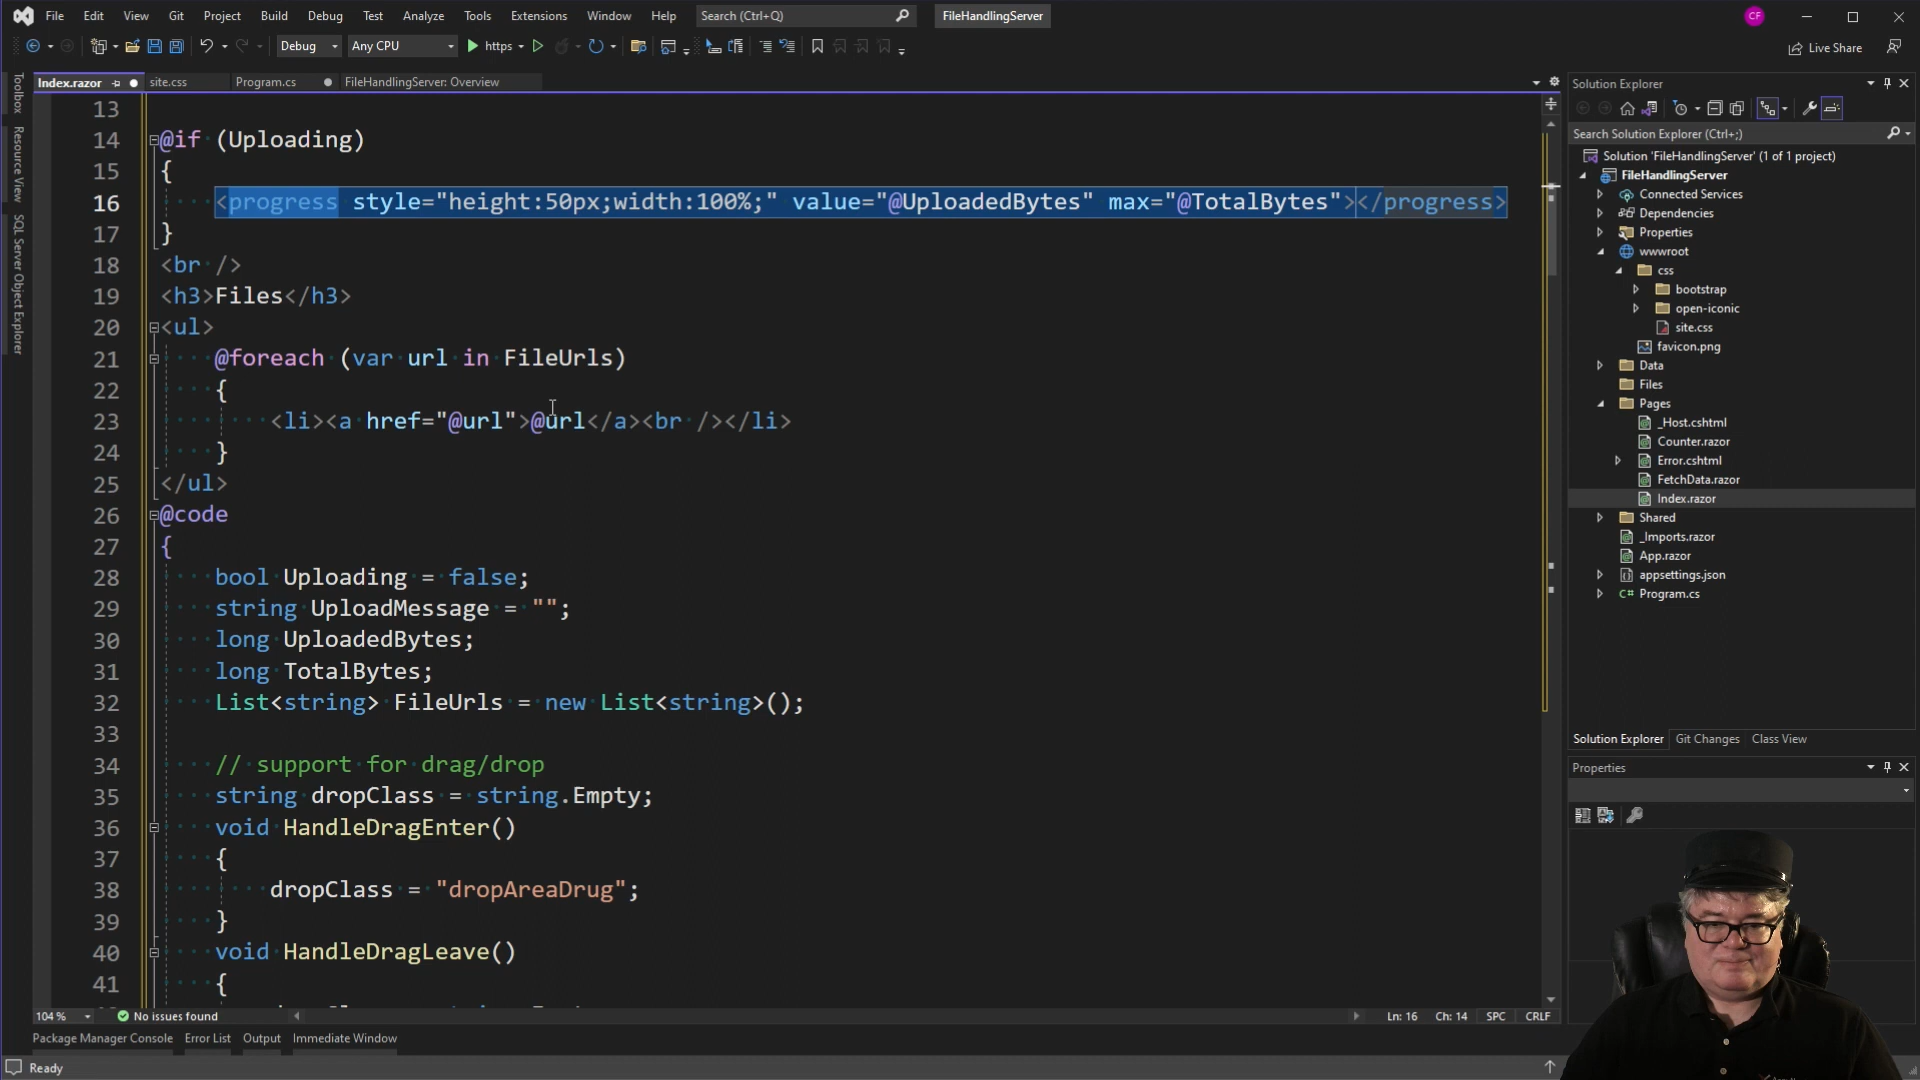 File Edit View Git Project Build Debug Test Analyze Tools Extensions Window Help Search (Ctrl+Q) FileHandlingServer CF
Debug Any CPU https Live Share
Index.razor site.css Program.cs FileHandlingServer: Overview
Toolbox
Resource View
SQL Server Object Explorer
13
14 @if (Uploading)
15 {
16 <progress style="height:50px;width:100%;" value="@UploadedBytes" max="@TotalBytes"></progress>
17 }
18 <br />
19 <h3>Files</h3>
20 <ul>
21 @foreach (var url in FileUrls)
22 {
23 <li><a href="@url">@url</a><br /></li>
24 }
25 </ul>
26 @code
27 {
28 bool Uploading = false;
29 string UploadMessage = "";
30 long UploadedBytes;
31 long TotalBytes;
32 List<string> FileUrls = new List<string>();
33
34 // support for drag/drop
35 string dropClass = string.Empty;
36 void HandleDragEnter()
37 {
38 dropClass = "dropAreaDrug";
39 }
40 void HandleDragLeave()
41 {
104 % No issues found Ln: 16 Ch: 14 SPC CRLF
Package Manager Console Error List Output Immediate Window
Ready
Solution Explorer
Search Solution Explorer (Ctrl+;)
Solution 'FileHandlingServer' (1 of 1 project)
FileHandlingServer
Connected Services
Dependencies
Properties
wwwroot
css
bootstrap
open-iconic
site.css
favicon.png
Data
Files
Pages
_Host.cshtml
Counter.razor
Error.cshtml
FetchData.razor
Index.razor
Shared
_Imports.razor
App.razor
appsettings.json
C# Program.cs
Solution Explorer Git Changes Class View
Properties